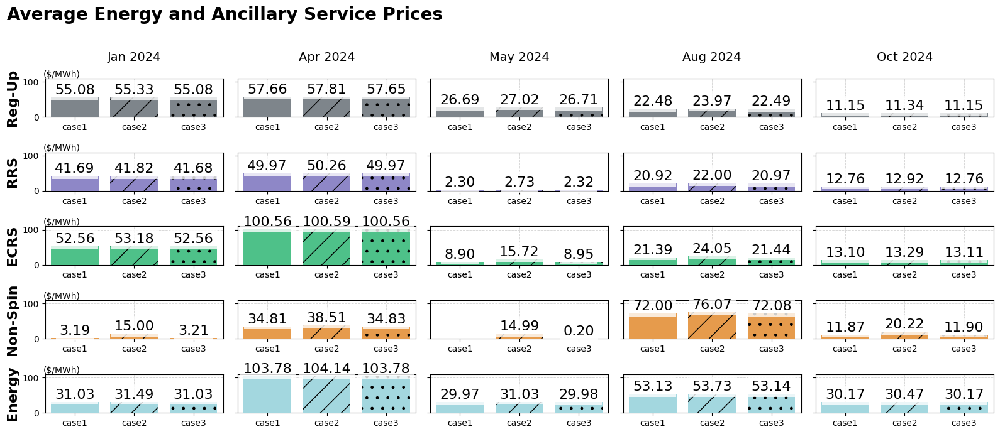 Average Energy and Ancillary Service Prices
Jan 2024 Apr 2024 May 2024 Aug 2024 Oct 2024
Reg-Up
($/MWh)
100
0
55.08 55.33 55.08 57.66 57.81 57.65 26.69 27.02 26.71 22.48 23.97 22.49 11.15 11.34 11.15
case1 case2 case3 case1 case2 case3 case1 case2 case3 case1 case2 case3 case1 case2 case3
RRS
($/MWh)
100
0
41.69 41.82 41.68 49.97 50.26 49.97 2.30 2.73 2.32 20.92 22.00 20.97 12.76 12.92 12.76
case1 case2 case3 case1 case2 case3 case1 case2 case3 case1 case2 case3 case1 case2 case3
ECRS
($/MWh)
100
0
52.56 53.18 52.56 100.56 100.59 100.56 8.90 15.72 8.95 21.39 24.05 21.44 13.10 13.29 13.11
case1 case2 case3 case1 case2 case3 case1 case2 case3 case1 case2 case3 case1 case2 case3
Non-Spin
($/MWh)
100
0
3.19 15.00 3.21 34.81 38.51 34.83 14.99 0.20 72.00 76.07 72.08 11.87 20.22 11.90
case1 case2 case3 case1 case2 case3 case1 case2 case3 case1 case2 case3 case1 case2 case3
Energy
($/MWh)
100
0
31.03 31.49 31.03 103.78 104.14 103.78 29.97 31.03 29.98 53.13 53.73 53.14 30.17 30.47 30.17
case1 case2 case3 case1 case2 case3 case1 case2 case3 case1 case2 case3 case1 case2 case3